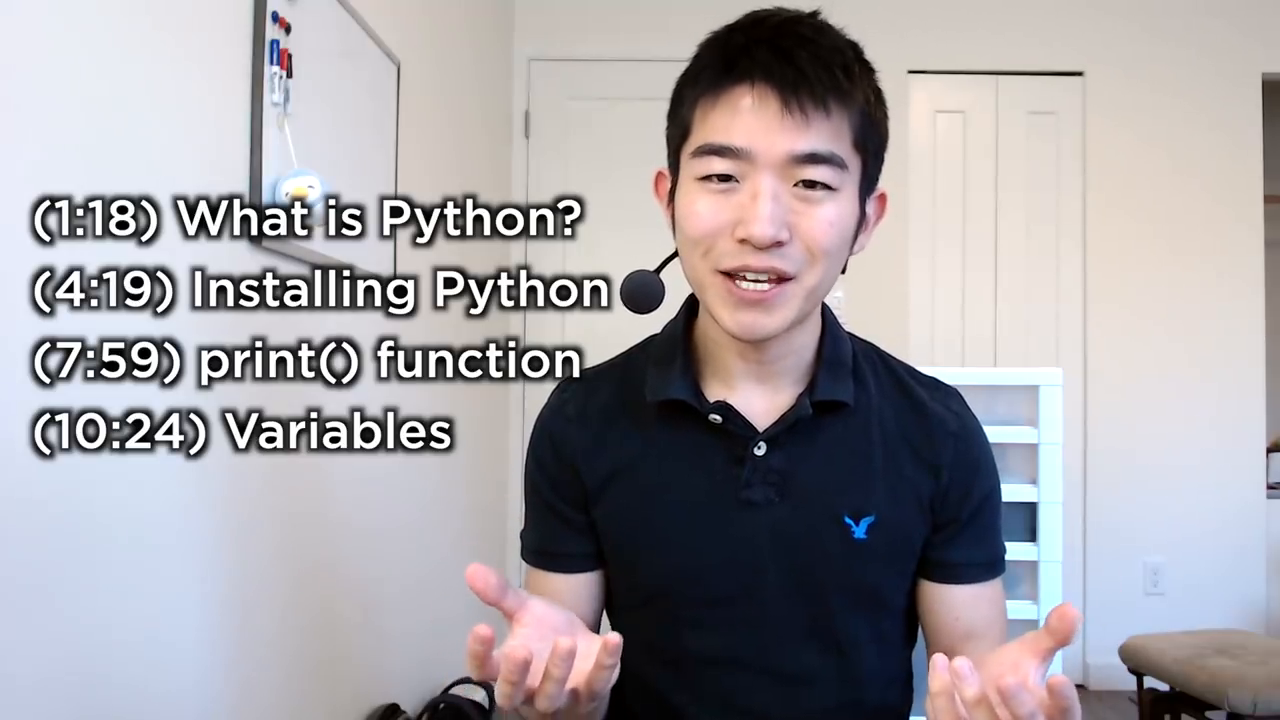 (1:18) What is Python?
(4:19) Installing Python
(7:59) print() function
(10:24) Variables